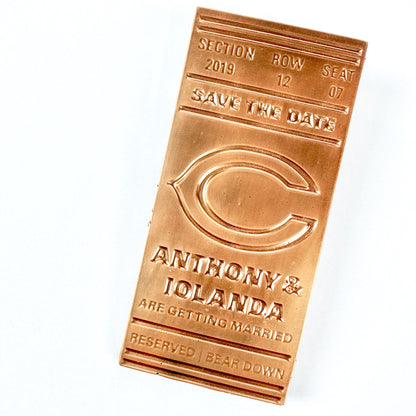 SECTION ROW SEAT
2019 12 07
SAVE THE DATE
C
ANTHONY &
IOLANDA
ARE GETTING MARRIED
RESERVED | BEAR DOWN